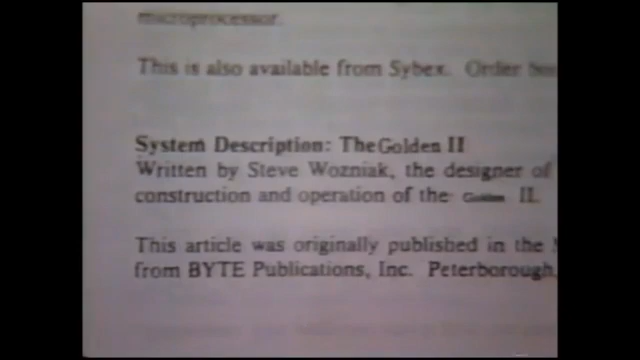 microprocessor.
This is also available from Sybex. Order
System Description: The Golden II
Written by Steve Wozniak, the designer of
construction and operation of the Golden II.
This article was originally published in the
from BYTE Publications, Inc. Peterborough,